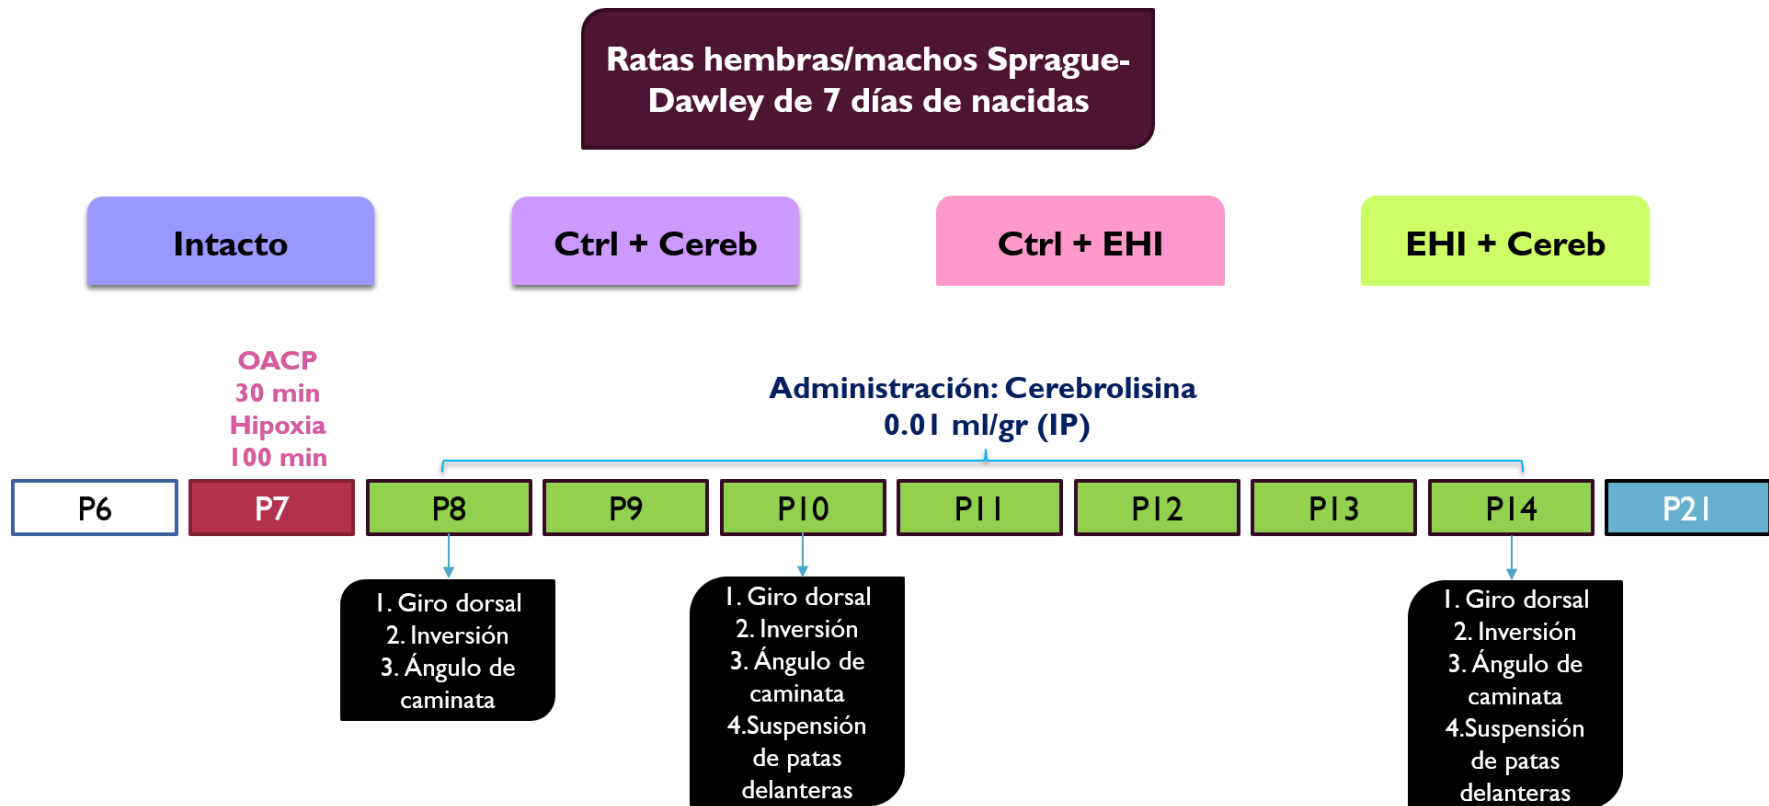 Ratas hembras/machos Sprague-
Dawley de 7 días de nacidas
Intacto
Ctrl + Cereb
Ctrl + EHI
EHI + Cereb
OACP
30 min
Hipoxia
100 min
Administración: Cerebrolisina
0.01 ml/gr (IP)
P6
P7
P8
P9
P10
P11
P12
P13
P14
P21
1. Giro dorsal
2. Inversión
3. Ángulo de
caminata
1. Giro dorsal
2. Inversión
3. Ángulo de
caminata
4.Suspensión
de patas
delanteras
1. Giro dorsal
2. Inversión
3. Ángulo de
caminata
4.Suspensión
de patas
delanteras